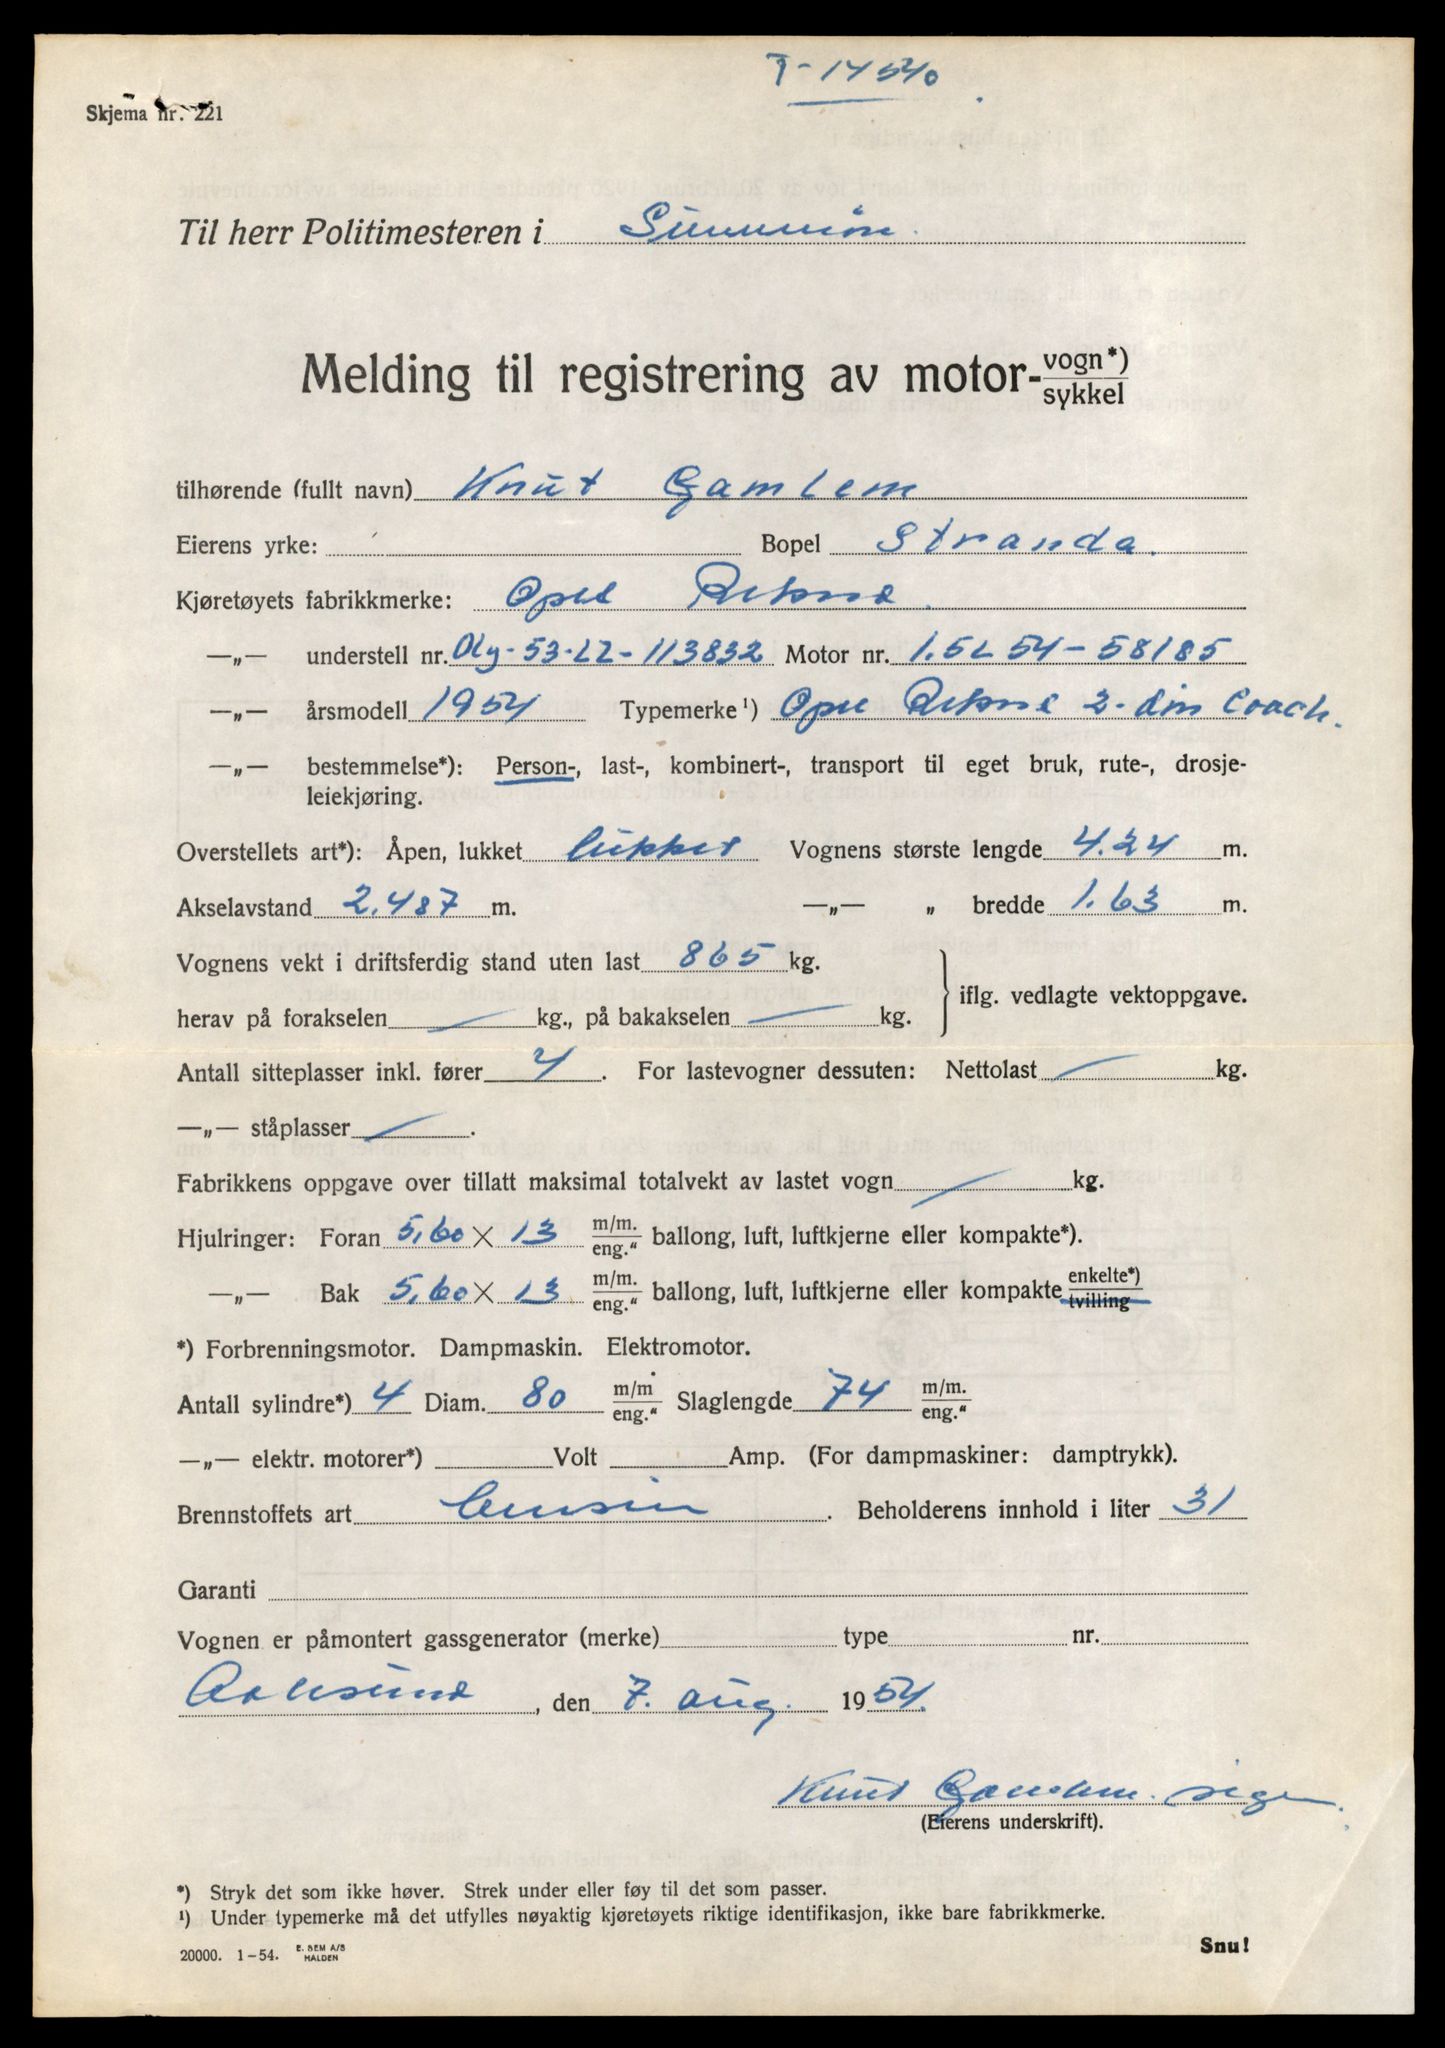 T-14540
Skjema nr. 221
Til herr Politimesteren i Sunnmøre.
Melding til registrering av motor- vogn*) / sykkel
tilhørende (fullt navn) Knut Gamlem
Eierens yrke: Bopel Stranda.
Kjøretøyets fabrikkmerke: Opel Rekord.
—„— understell nr. Oly-53-LZ-113832 Motor nr. 1.5L 54-58185
—„— årsmodell 1954 Typemerke¹) Opel Rekord 2-dørs Coach.
—„— bestemmelse*): Person-, last-, kombinert-, transport til eget bruk, rute-, drosje-
leiekjøring.
Overstellets art*): Åpen, lukket lukket Vognens største lengde 4.24 m.
Akselavstand 2.487 m. —„— „ bredde 1.63 m.
Vognens vekt i driftsferdig stand uten last 865 kg.
herav på forakselen — kg., på bakakselen — kg. iflg. vedlagte vektoppgave.
Antall sitteplasser inkl. fører 4. For lastevogner dessuten: Nettolast — kg.
—„— ståplasser —.
Fabrikkens oppgave over tillatt maksimal totalvekt av lastet vogn — kg.
Hjulringer: Foran 5,60 × 13 m/m. / eng." ballong, luft, luftkjerne eller kompakte*).
—„— Bak 5,60 × 13 m/m. / eng." ballong, luft, luftkjerne eller kompakte enkelte*) / tvilling
*) Forbrenningsmotor. Dampmaskin. Elektromotor.
Antall sylindre*) 4 Diam. 80 m/m / eng." Slaglengde 74 m/m. / eng."
—„— elektr. motorer*) Volt Amp. (For dampmaskiner: damptrykk).
Brennstoffets art Bensin. Beholderens innhold i liter 31
Garanti
Vognen er påmontert gassgenerator (merke) type nr.
Aalesund, den 7. aug. 1954.
Knut Gamlem. sign.
(Eierens underskrift).
*) Stryk det som ikke høver. Strek under eller føy til det som passer.
¹) Under typemerke må det utfylles nøyaktig kjøretøyets riktige identifikasjon, ikke bare fabrikkmerke.
20000. 1-54. E. SEM A/S HALDEN
Snu!